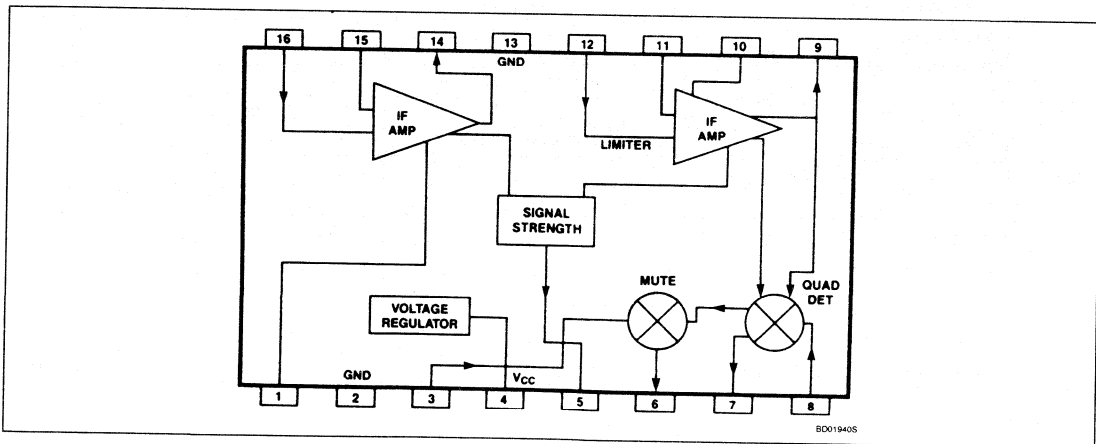 16 15 14 13 12 11 10 9
GND
IF
AMP
IF
AMP
LIMITER
SIGNAL
STRENGTH
MUTE
QUAD
DET
VOLTAGE
REGULATOR
GND
VCC
1 2 3 4 5 6 7 8
BD01940S